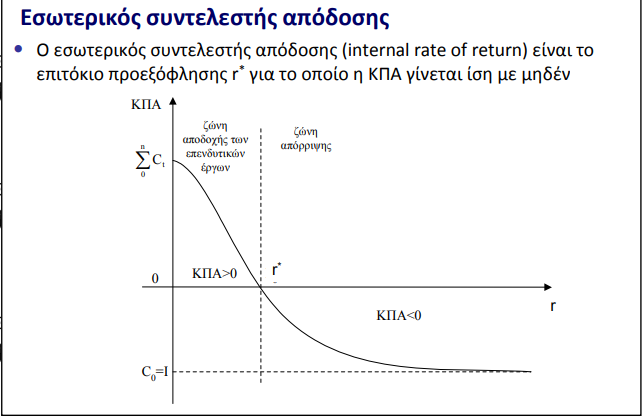 Εσωτερικός συντελεστής απόδοσης
• Ο εσωτερικός συντελεστής απόδοσης (internal rate of return) είναι το
επιτόκιο προεξόφλησης r* για το οποίο η ΚΠΑ γίνεται ίση με μηδέν
ΚΠΑ
ζώνη
αποδοχής των
επενδυτικών
έργων
ζώνη
απόρριψης
n
∑ Ct
0
0
ΚΠΑ>0
r*
r
ΚΠΑ<0
C0=I